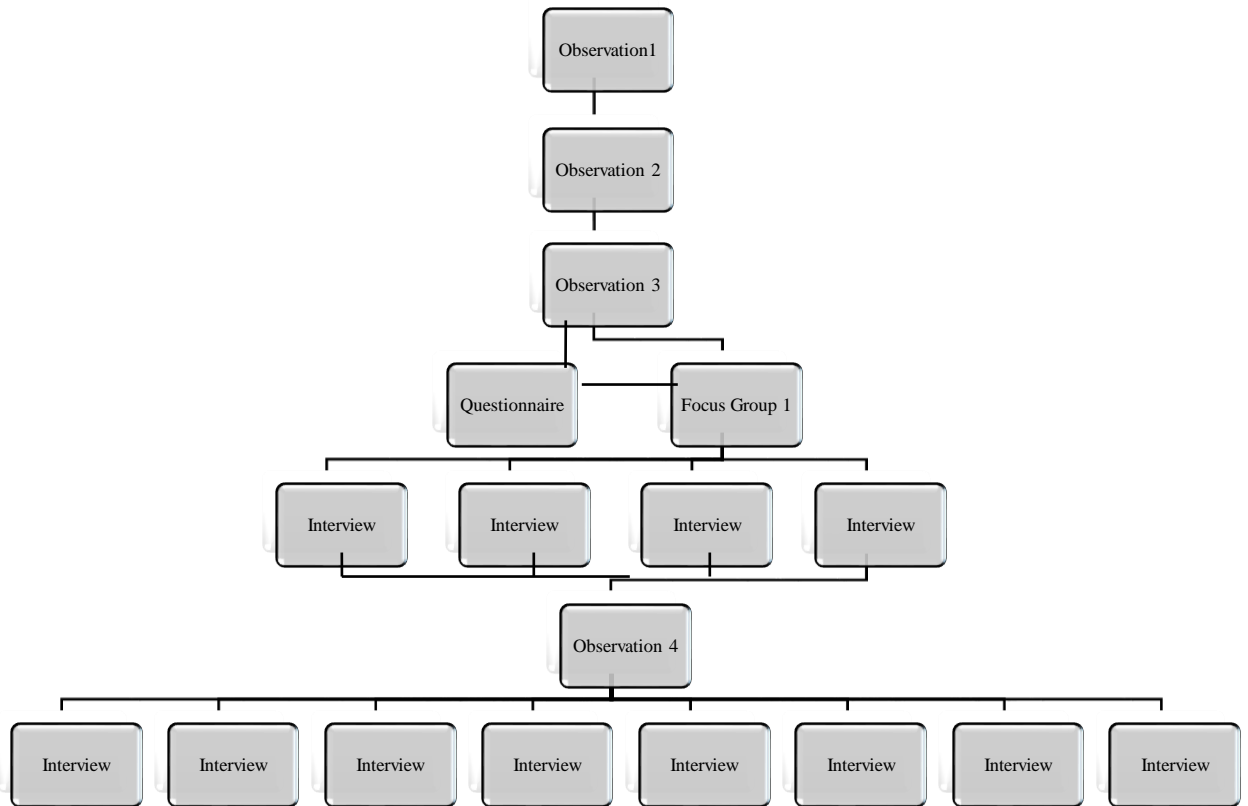 Observation1
Observation 2
Observation 3
Questionnaire
Focus Group 1
Interview
Interview
Interview
Interview
Observation 4
Interview
Interview
Interview
Interview
Interview
Interview
Interview
Interview